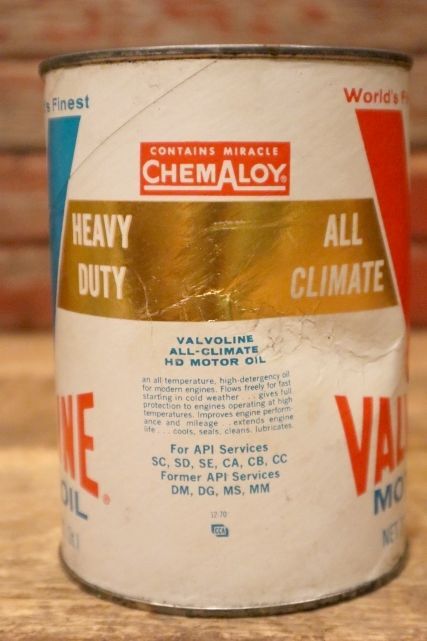 's Finest
World's F
CONTAINS MIRACLE
CHEMALOY®
HEAVY
DUTY
ALL
CLIMATE
VALVOLINE
ALL-CLIMATE
HD MOTOR OIL
an all-temperature, high-detergency oil
for modern engines. Flows freely for fast
starting in cold weather . . . gives full
protection to engines operating at high
temperatures. Improves engine perform-
ance and mileage . . . extends engine
life . . . cools, seals, cleans, lubricates.
For API Services
SC, SD, SE, CA, CB, CC
Former API Services
DM, DG, MS, MM
12-70
INE®
OIL
VAL
MO
NET